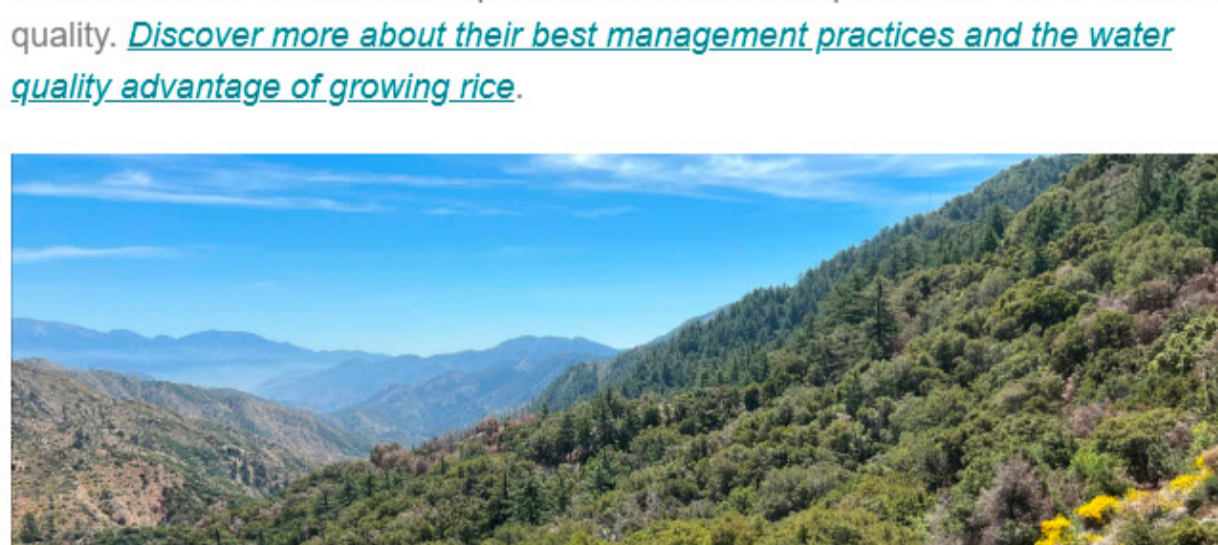 quality. Discover more about their best management practices and the water
quality advantage of growing rice.